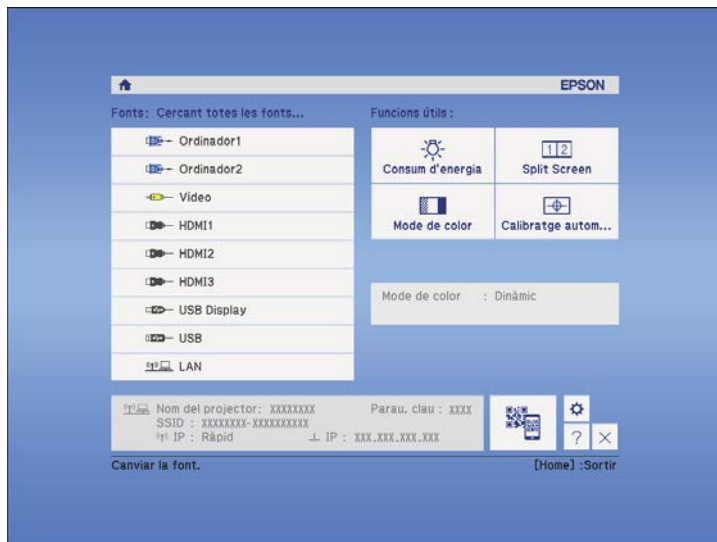 EPSON
Fonts: Cercant totes les fonts...
Ordinador1
Ordinador2
Vídeo
HDMI1
HDMI2
HDMI3
USB Display
USB
LAN
Funcions útils :
Consum d'energia
1 2
Split Screen
Mode de color
Calibratge autom...
Mode de color : Dinàmic
Nom del projector: XXXXXXX
SSID : XXXXXXXX-XXXXXXXXXX
IP : Ràpid
Parau. clau : XXXX
IP : XXX.XXX.XXX.XXX
?
Canviar la font.
[Home] :Sortir